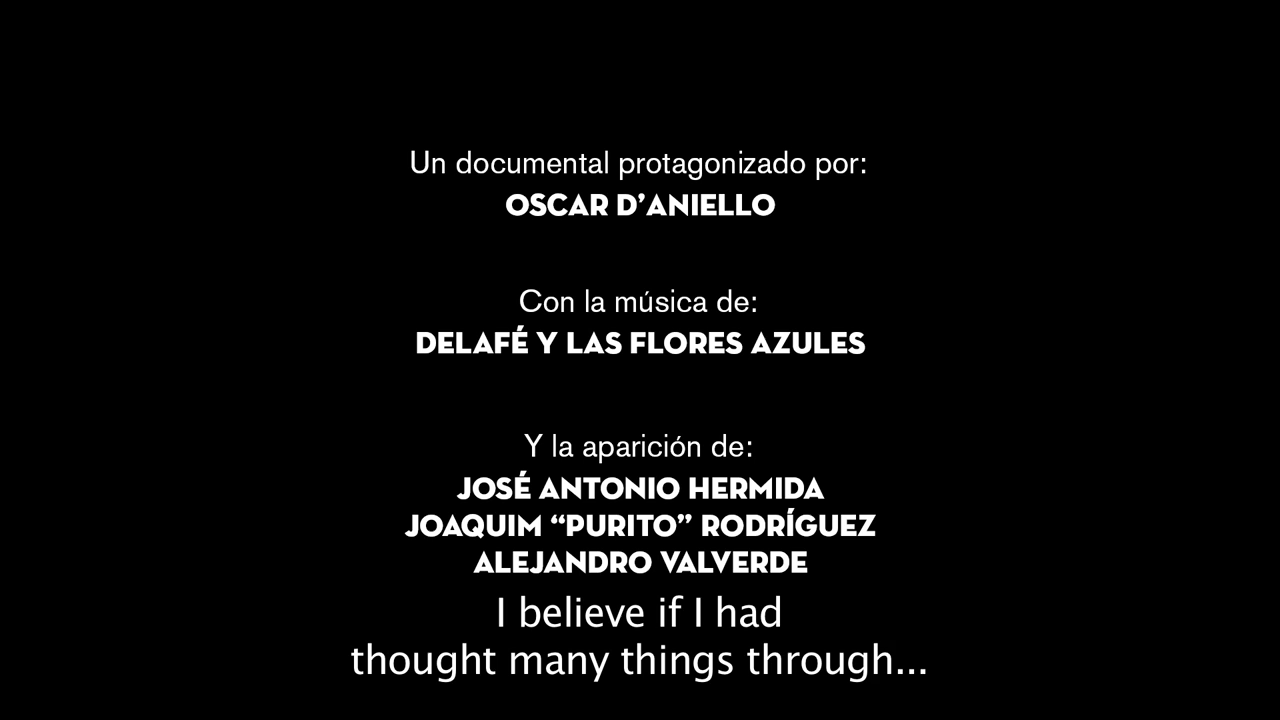 Un documental protagonizado por:
OSCAR D’ANIELLO
Con la música de:
DELAFÉ Y LAS FLORES AZULES
Y la aparición de:
JOSÉ ANTONIO HERMIDA
JOAQUIM “PURITO” RODRÍGUEZ
ALEJANDRO VALVERDE
I believe if I had
thought many things through...